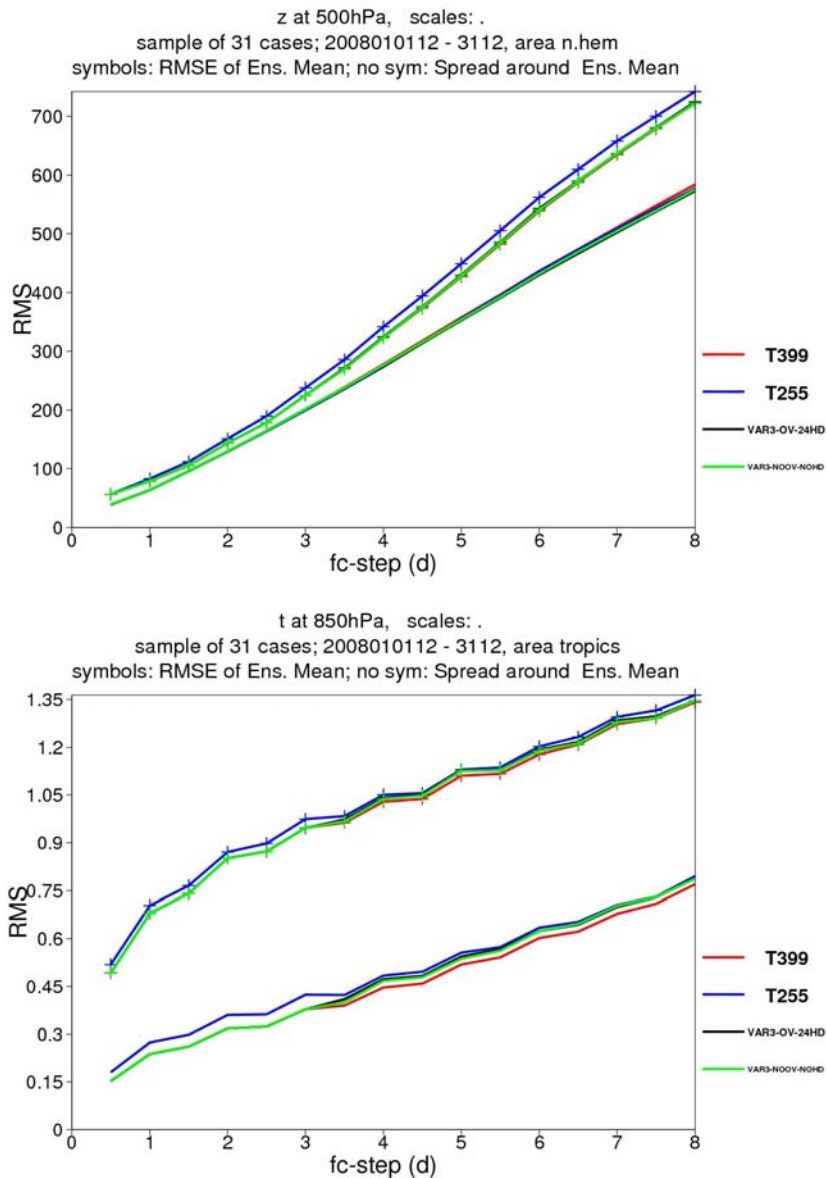 z at 500hPa, scales: .
sample of 31 cases; 2008010112 - 3112, area n.hem
symbols: RMSE of Ens. Mean; no sym: Spread around Ens. Mean
700
600
500
400
300
200
100
0
RMS
0 1 2 3 4 5 6 7 8
fc-step (d)
T399
T255
VAR3-OV-24HD
VAR3-NOOV-NOHD
t at 850hPa, scales: .
sample of 31 cases; 2008010112 - 3112, area tropics
symbols: RMSE of Ens. Mean; no sym: Spread around Ens. Mean
1.35
1.2
1.05
0.9
0.75
0.6
0.45
0.3
0.15
0
RMS
0 1 2 3 4 5 6 7 8
fc-step (d)
T399
T255
VAR3-OV-24HD
VAR3-NOOV-NOHD